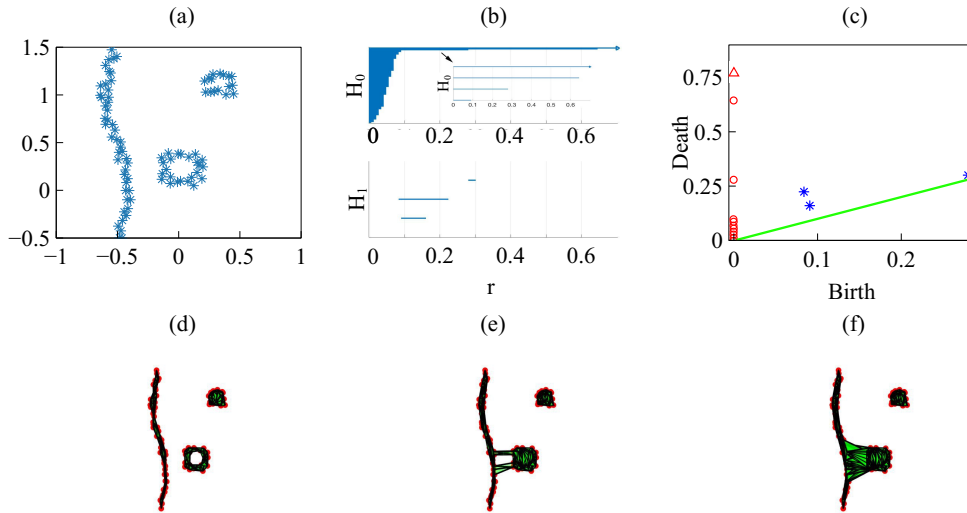 (a)
1.5
1
0.5
0
−0.5
−1 −0.5 0 0.5 1
(b)
H0
H0
0 0.1 0.2 0.3 0.4 0.5 0.6
0 0.2 0.4 0.6
H1
0 0.2 0.4 0.6
r
(c)
Death
0.75
0.5
0.25
0
0 0.1 0.2
Birth
(d)
(e)
(f)